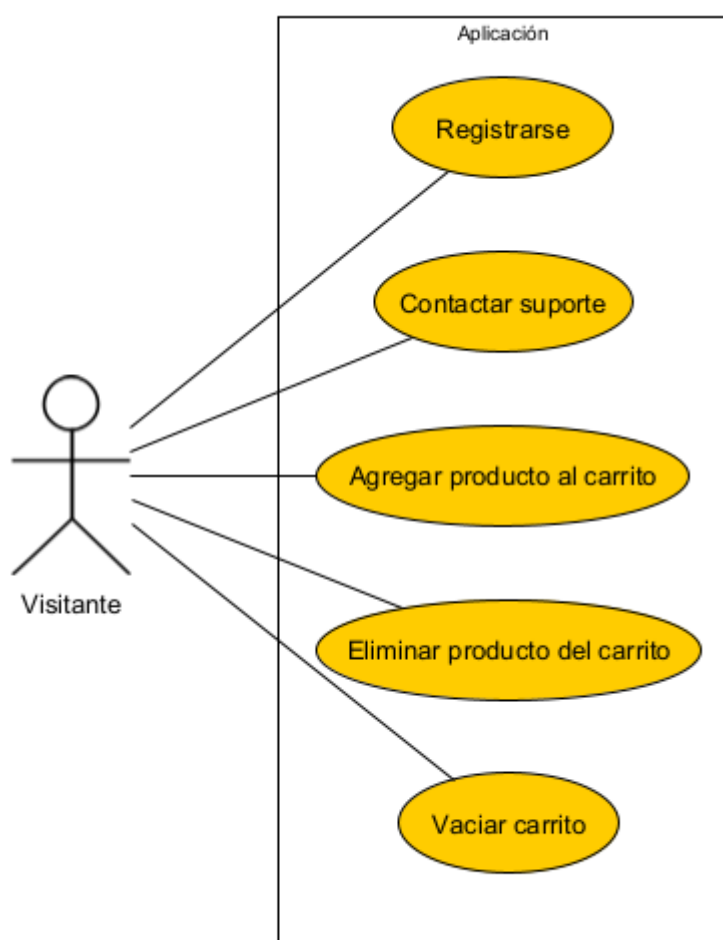 Aplicación
Registrarse
Contactar suporte
Agregar producto al carrito
Visitante
Eliminar producto del carrito
Vaciar carrito